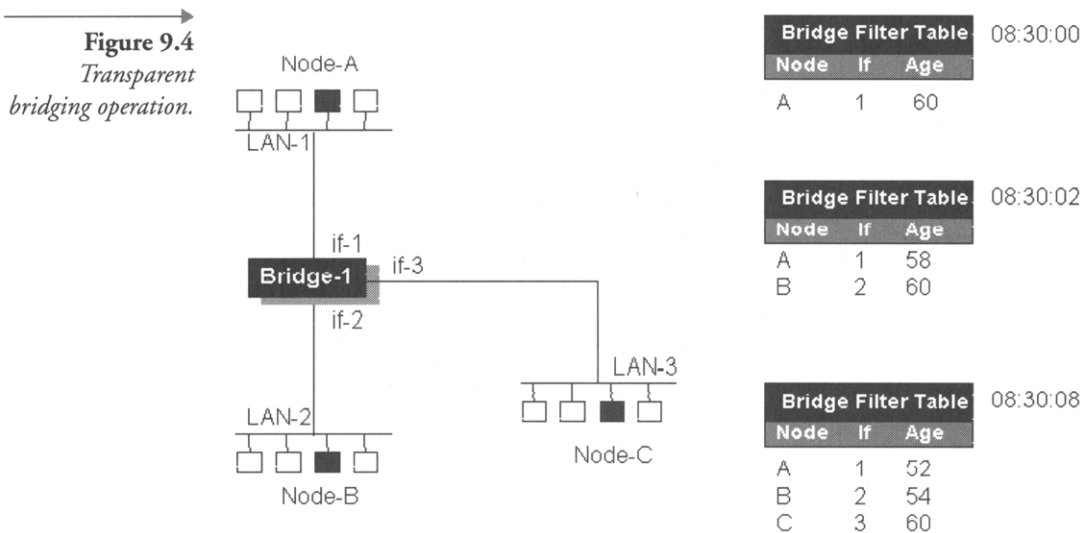 Figure 9.4
Transparent
bridging operation.
Node-A
LAN-1
if-1
Bridge-1
if-3
if-2
LAN-2
Node-B
LAN-3
Node-C
Bridge Filter Table 08:30:00
Node If Age
A 1 60
Bridge Filter Table 08:30:02
Node If Age
A 1 58
B 2 60
Bridge Filter Table 08:30:08
Node If Age
A 1 52
B 2 54
C 3 60